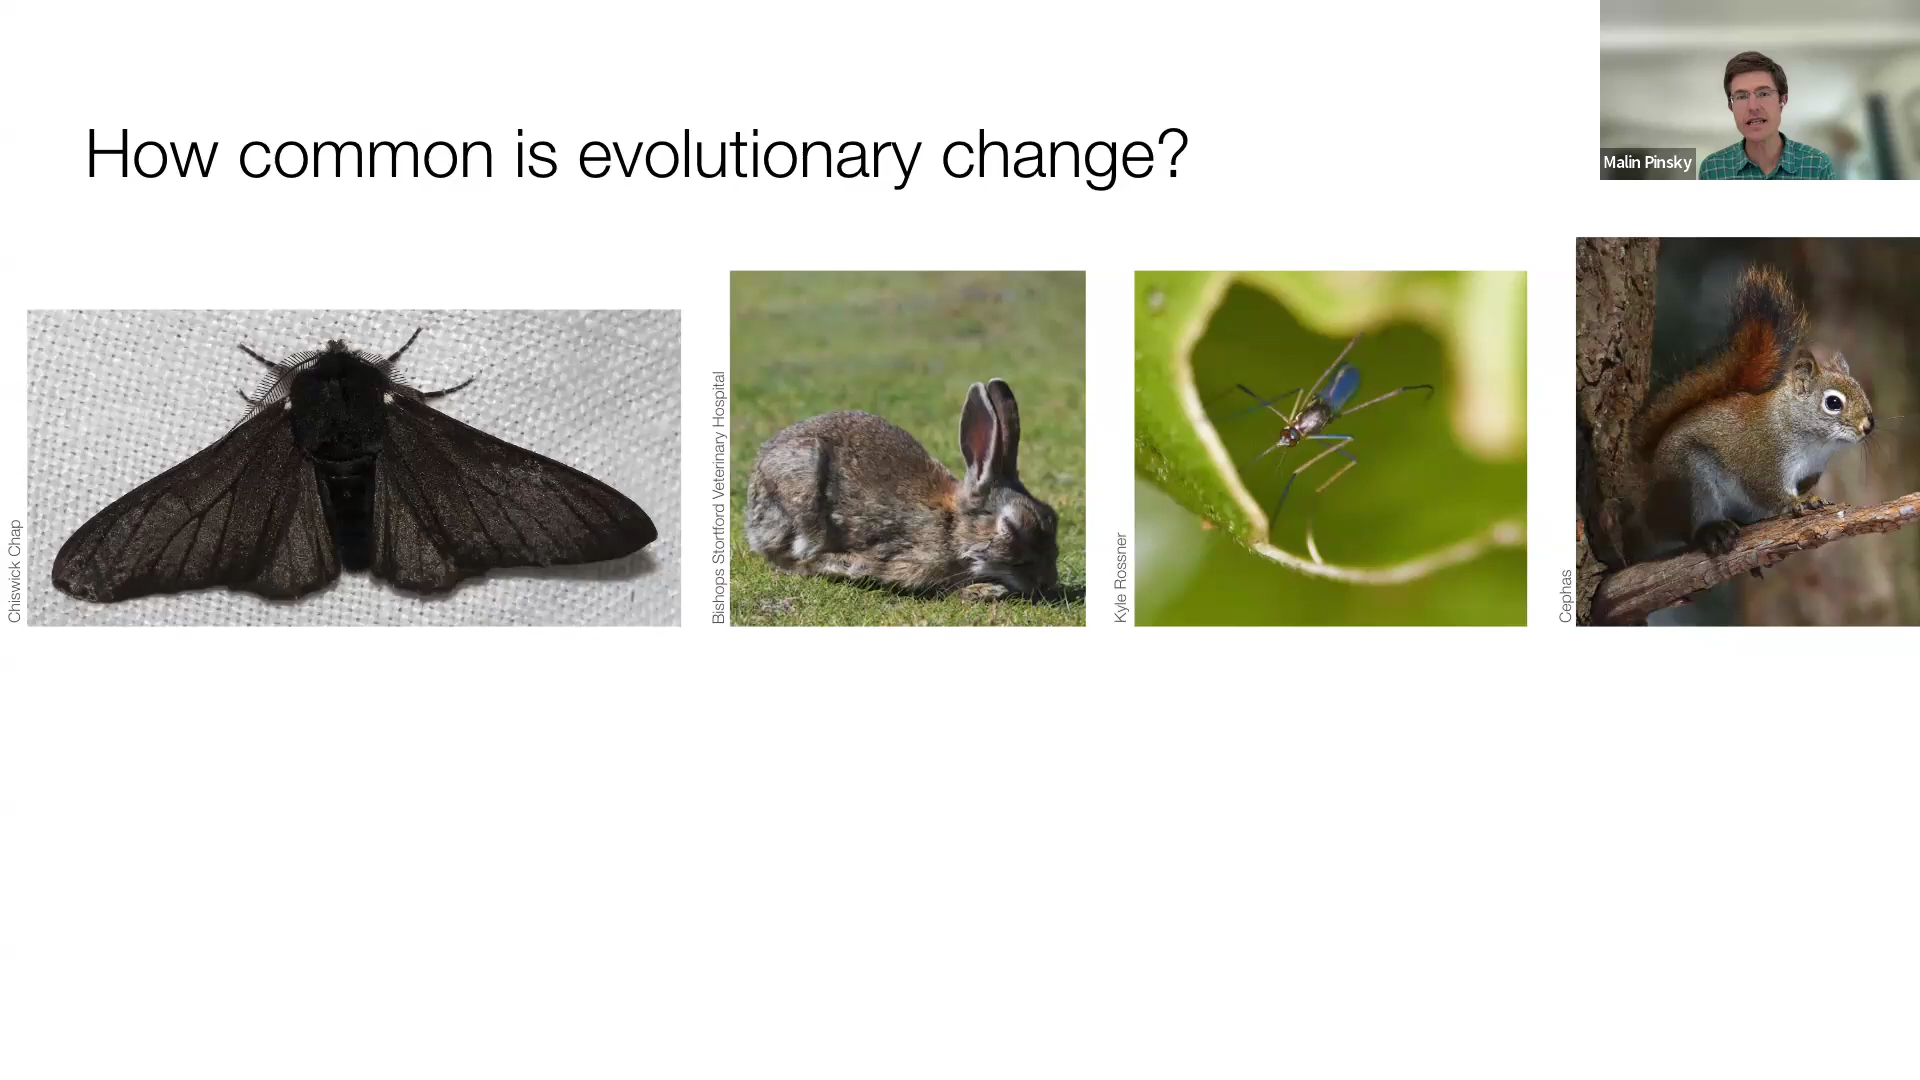 How common is evolutionary change?
Malin Pinsky
Chiswick Chap
Bishops Stortford Veterinary Hospital
Kyle Rossner
Cephas